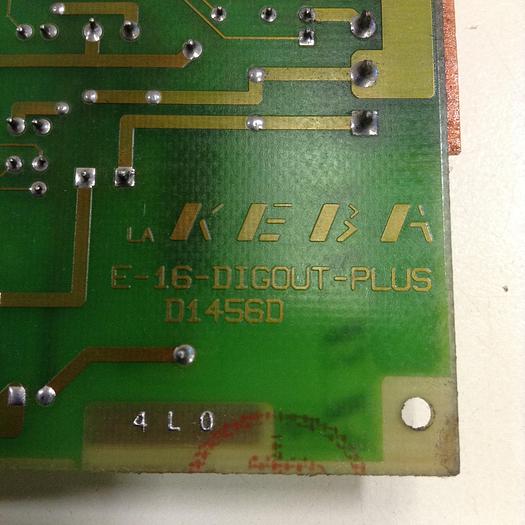 LA KEBA
E-16-DIGOUT-PLUS
D1456D
4L0